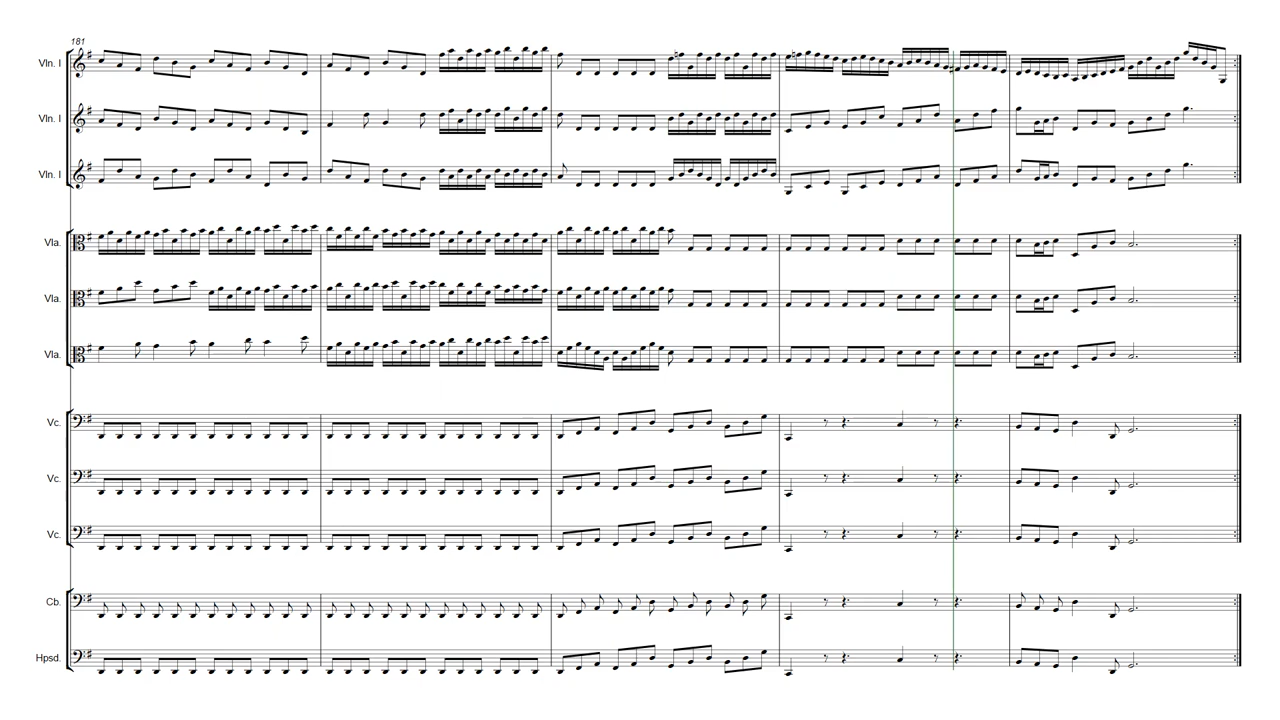 181
Vln. I
Vln. I
Vln. I
Vla.
Vla.
Vla.
Vc.
Vc.
Vc.
Cb.
Hpsd.